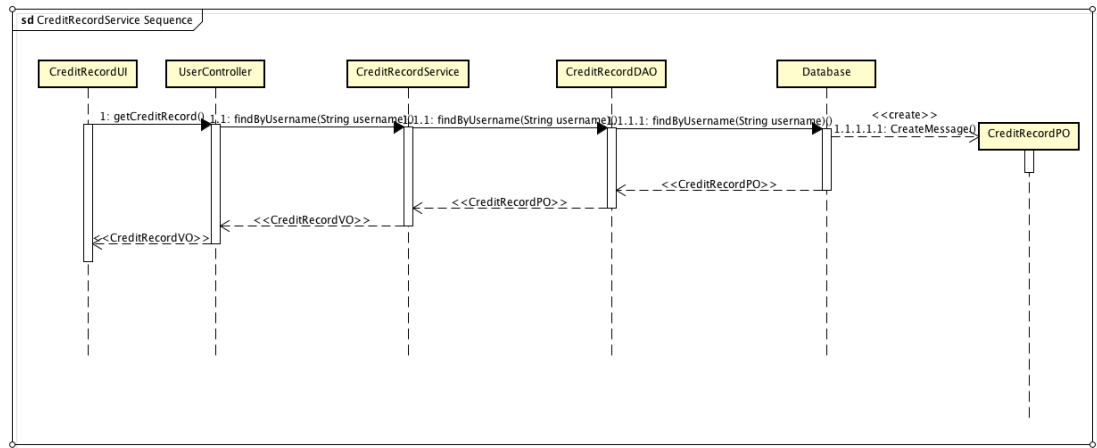 sd CreditRecordService Sequence
CreditRecordUI
UserController
CreditRecordService
CreditRecordDAO
Database
1: getCreditRecord()
1.1: findByUsername(String username)()
1.1.1: findByUsername(String username)()
1.1.1.1: findByUsername(String username)()
<<create>>
1.1.1.1.1: CreateMessage()
CreditRecordPO
<<CreditRecordPO>>
<<CreditRecordPO>>
<<CreditRecordVO>>
<<CreditRecordVO>>